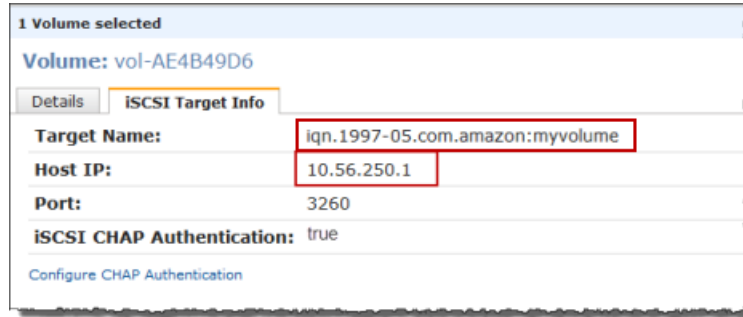 1 Volume selected
Volume: vol-AE4B49D6
Details iSCSI Target Info
Target Name: iqn.1997-05.com.amazon:myvolume
Host IP: 10.56.250.1
Port: 3260
iSCSI CHAP Authentication: true
Configure CHAP Authentication